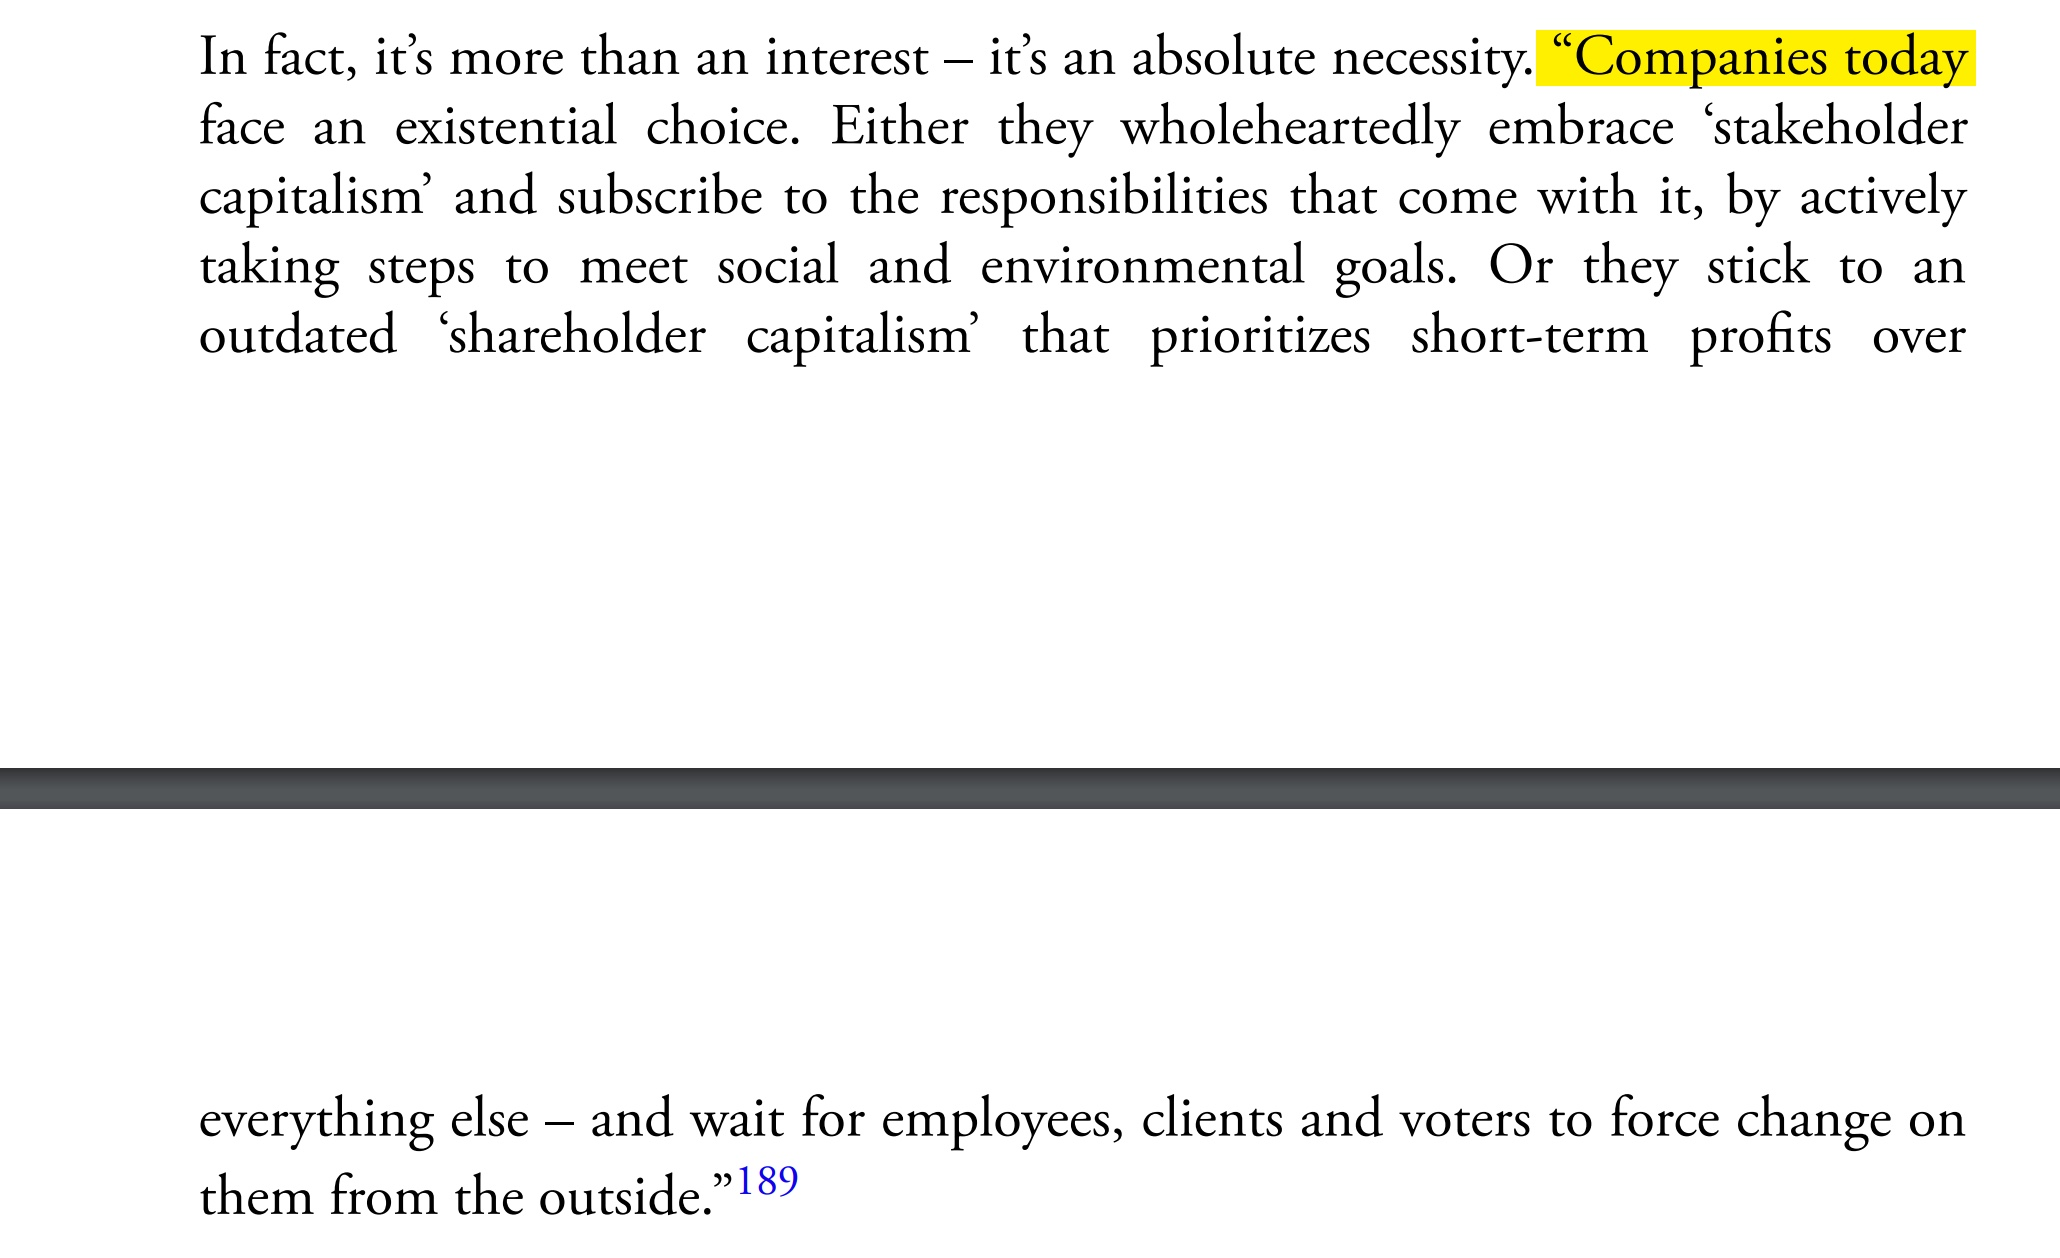 In fact, it’s more than an interest – it’s an absolute necessity. “Companies today
face an existential choice. Either they wholeheartedly embrace ‘stakeholder
capitalism’ and subscribe to the responsibilities that come with it, by actively
taking steps to meet social and environmental goals. Or they stick to an
outdated ‘shareholder capitalism’ that prioritizes short-term profits over
everything else – and wait for employees, clients and voters to force change on
them from the outside.”189